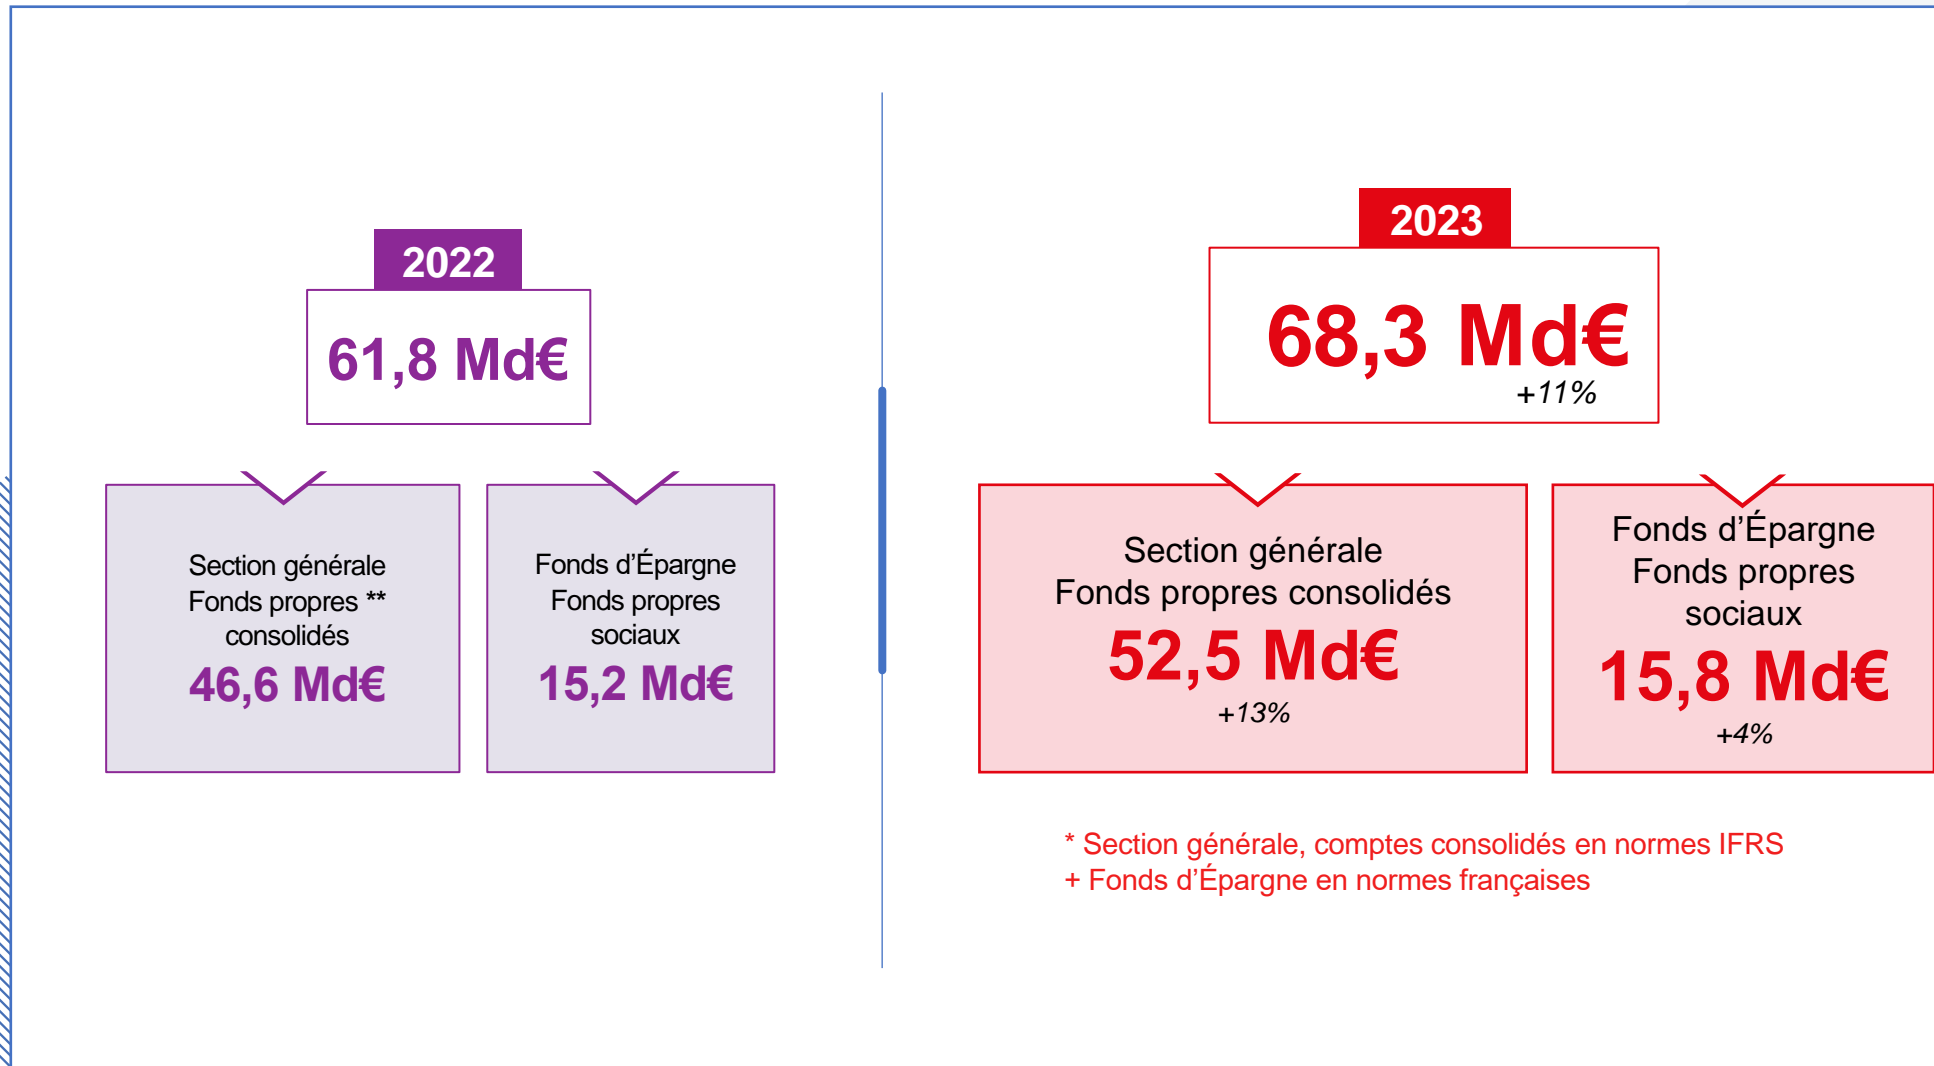 2022
61,8 Md€
Section générale
Fonds propres **
consolidés
46,6 Md€
Fonds d’Épargne
Fonds propres
sociaux
15,2 Md€
2023
68,3 Md€
+11%
Section générale
Fonds propres consolidés
52,5 Md€
+13%
Fonds d’Épargne
Fonds propres
sociaux
15,8 Md€
+4%
* Section générale, comptes consolidés en normes IFRS
+ Fonds d’Épargne en normes françaises